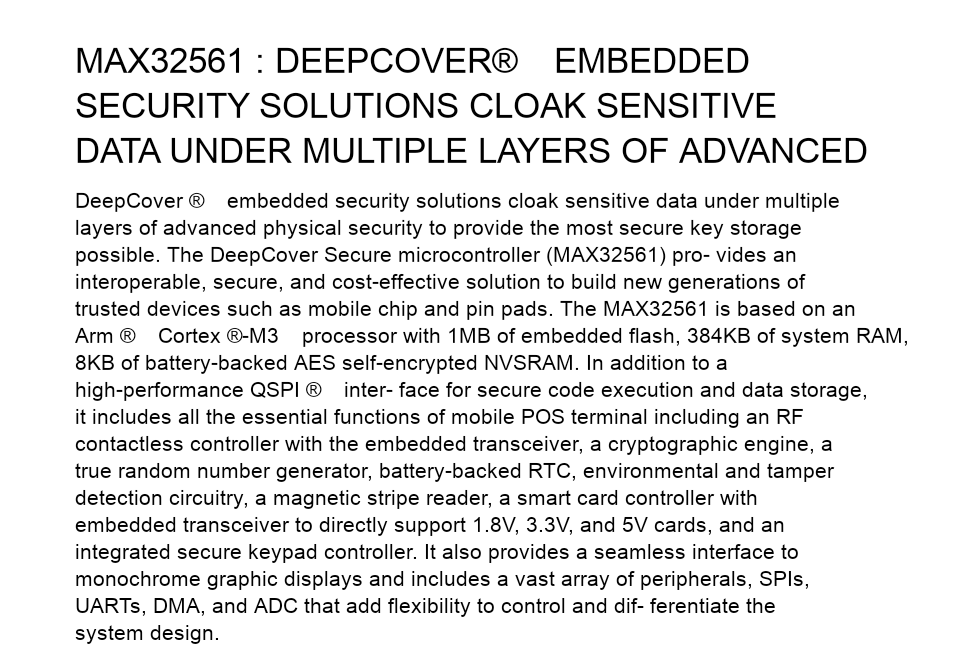 MAX32561 : DEEPCOVER® EMBEDDED
SECURITY SOLUTIONS CLOAK SENSITIVE
DATA UNDER MULTIPLE LAYERS OF ADVANCED
DeepCover ® embedded security solutions cloak sensitive data under multiple
layers of advanced physical security to provide the most secure key storage
possible. The DeepCover Secure microcontroller (MAX32561) pro- vides an
interoperable, secure, and cost-effective solution to build new generations of
trusted devices such as mobile chip and pin pads. The MAX32561 is based on an
Arm ® Cortex ®-M3 processor with 1MB of embedded flash, 384KB of system RAM,
8KB of battery-backed AES self-encrypted NVSRAM. In addition to a
high-performance QSPI ® inter- face for secure code execution and data storage,
it includes all the essential functions of mobile POS terminal including an RF
contactless controller with the embedded transceiver, a cryptographic engine, a
true random number generator, battery-backed RTC, environmental and tamper
detection circuitry, a magnetic stripe reader, a smart card controller with
embedded transceiver to directly support 1.8V, 3.3V, and 5V cards, and an
integrated secure keypad controller. It also provides a seamless interface to
monochrome graphic displays and includes a vast array of peripherals, SPIs,
UARTs, DMA, and ADC that add flexibility to control and dif- ferentiate the
system design.